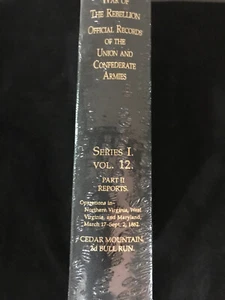 WAR OF
THE REBELLION
OFFICIAL RECORDS
OF THE
UNION AND
CONFEDERATE
ARMIES
SERIES I.
VOL. 12.
PART II
REPORTS.
Operations in
Northern Virginia, West
Virginia, and Maryland,
March 17-Sept. 2, 1862.
CEDAR MOUNTAIN.
2d BULL RUN.